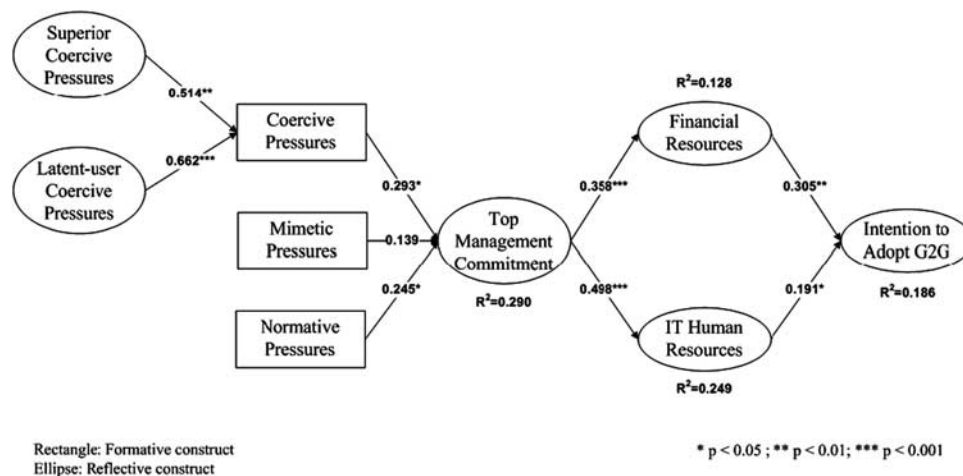 Superior
Coercive
Pressures
0.514**
Latent-user
Coercive
Pressures
0.662***
Coercive
Pressures
0.293*
Mimetic
Pressures
0.139
Normative
Pressures
0.245*
Top
Management
Commitment
R²=0.290
0.358***
0.498***
R²=0.128
Financial
Resources
0.305**
IT Human
Resources
R²=0.249
0.191*
Intention to
Adopt G2G
R²=0.186
Rectangle: Formative construct
Ellipse: Reflective construct
* p < 0.05 ; ** p < 0.01; *** p < 0.001